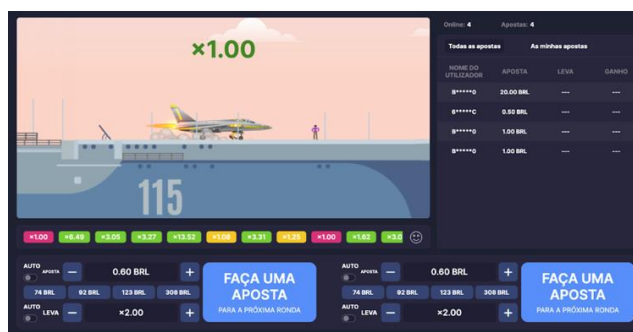 Online: 4 Apostas: 4
×1.00
Todas as apostas As minhas apostas
NOME DO UTILIZADOR APOSTA LEVA GANHO
8*****0 20.00 BRL --- ---
6*****C 0.50 BRL --- ---
8*****0 1.00 BRL --- ---
8*****0 1.00 BRL --- ---
115
×1.00 ×6.49 ×3.05 ×3.27 ×13.52 ×1.06 ×3.31 ×1.25 ×1.00 ×1.62 ×3.0
AUTO APOSTA — 0.60 BRL +
74 BRL 92 BRL 123 BRL 308 BRL
AUTO LEVA — ×2.00 +
FAÇA UMA
APOSTA
PARA A PRÓXIMA RONDA
AUTO APOSTA — 0.60 BRL +
74 BRL 92 BRL 123 BRL 308 BRL
AUTO LEVA — ×2.00 +
FAÇA UMA
APOSTA
PARA A PRÓXIMA RONDA